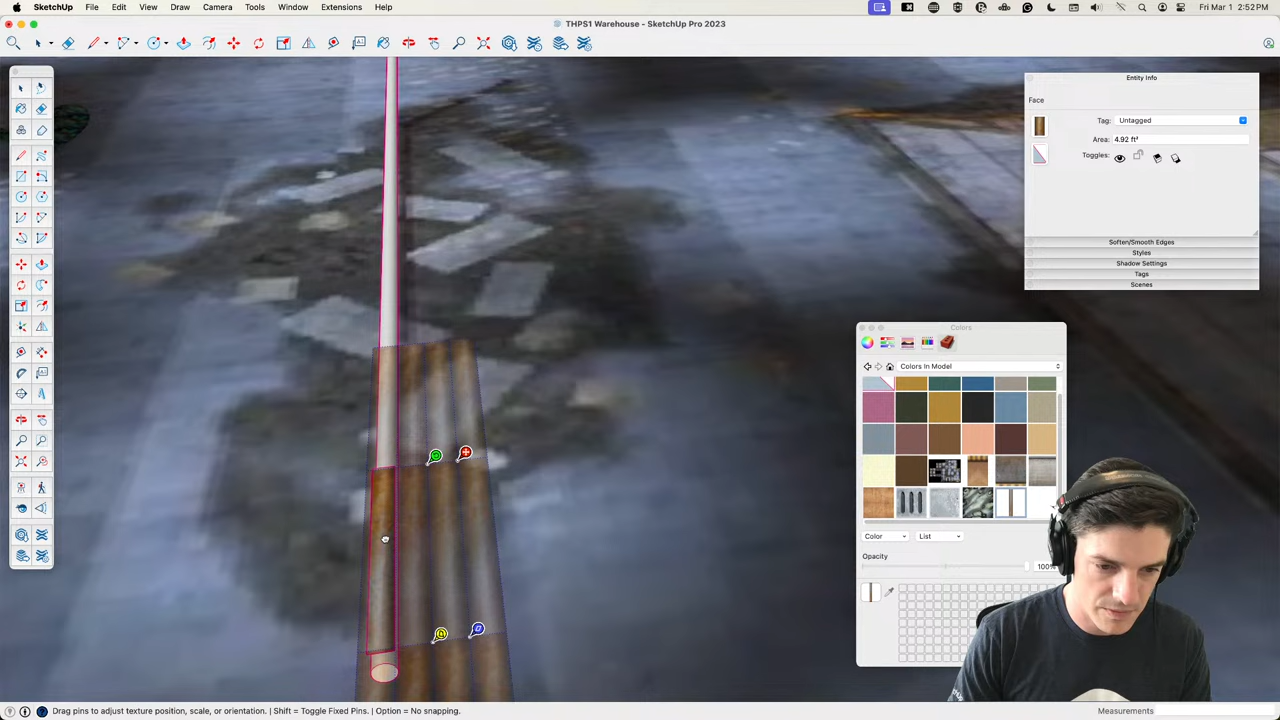 SketchUp File Edit View Draw Camera Tools Window Extensions Help Fri Mar 1 2:52 PM
THPS1 Warehouse - SketchUp Pro 2023
Entity Info
Face
Tag: Untagged
Area: 4.92 ft²
Toggles:
Soften/Smooth Edges
Styles
Shadow Settings
Tags
Scenes
Colors
Colors In Model
Color List
Opacity
100%
Drag pins to adjust texture position, scale, or orientation. | Shift = Toggle Fixed Pins. | Option = No snapping. Measurements